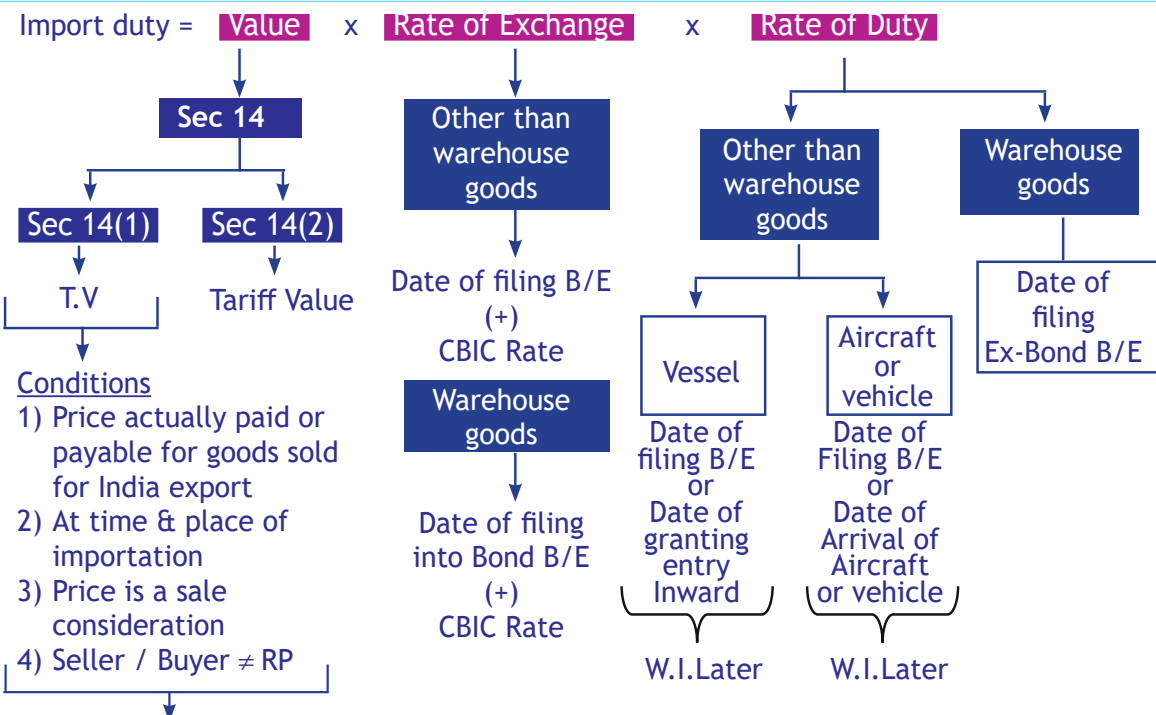 Import duty = Value x Rate of Exchange x Rate of Duty
Sec 14
Sec 14(1)
Sec 14(2)
T.V
Tariff Value
Conditions
1) Price actually paid or
payable for goods sold
for India export
2) At time & place of
importation
3) Price is a sale
consideration
4) Seller / Buyer ≠ RP
Other than
warehouse
goods
Date of filing B/E
(+)
CBIC Rate
Warehouse
goods
Date of filing
into Bond B/E
(+)
CBIC Rate
Other than
warehouse
goods
Vessel
Date of
filing B/E
or
Date of
granting
entry
Inward
W.I.Later
Aircraft
or
vehicle
Date of
Filing B/E
or
Date of
Arrival of
Aircraft
or vehicle
W.I.Later
Warehouse
goods
Date of
filing
Ex-Bond B/E